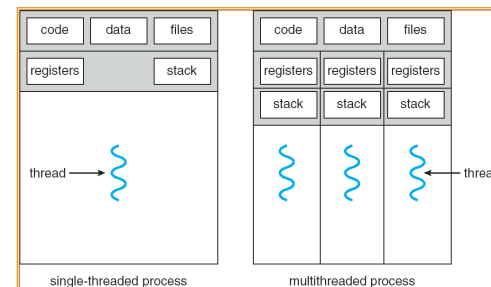 code data files
registers stack
thread
single-threaded process
code data files
registers registers registers
stack stack stack
multithreaded process